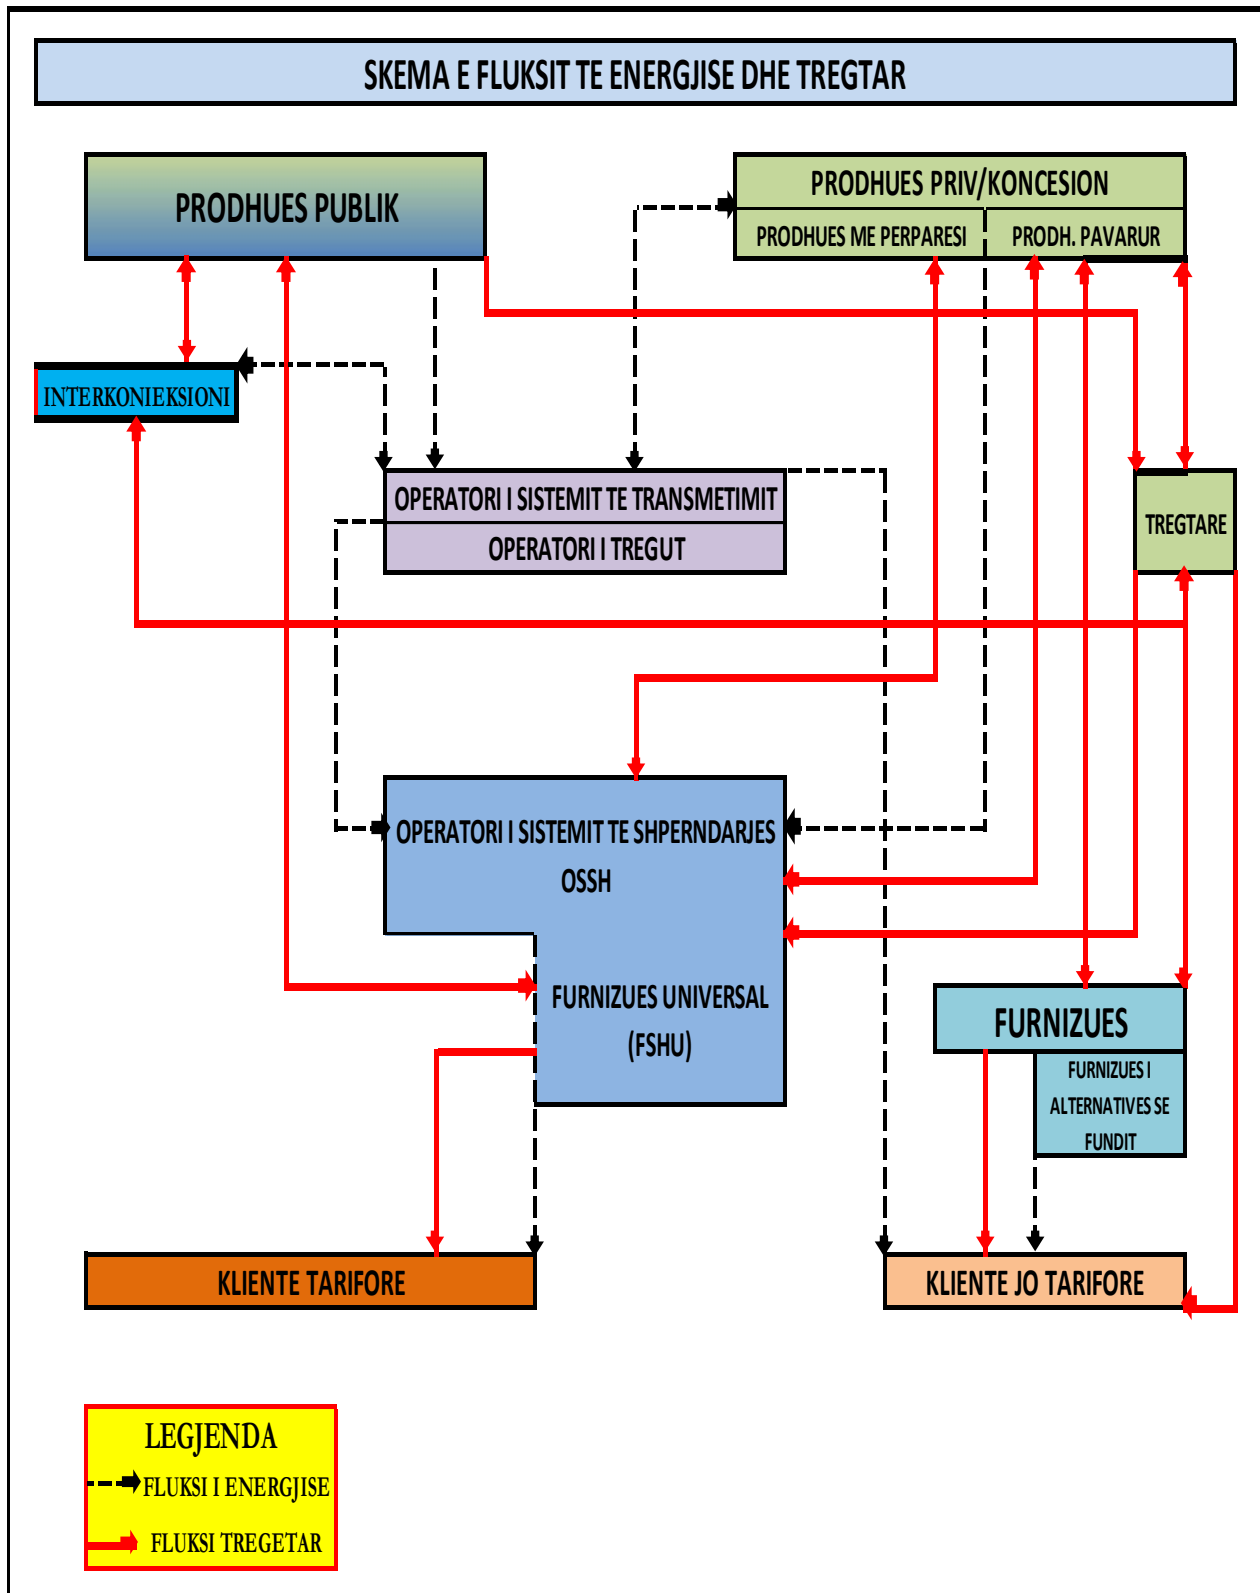 SKEMA E FLUKSIT TE ENERGJISE DHE TREGTAR
PRODHUES PUBLIK
PRODHUES PRIV/KONCESION
PRODHUES ME PERPARESI
PRODH. PAVARUR
INTERKONIEKSIONI
OPERATORI I SISTEMIT TE TRANSMETIMIT
OPERATORI I TREGUT
TREGTARE
OPERATORI I SISTEMIT TE SHPERNDARJES
OSSH
FURNIZUES UNIVERSAL
(FSHU)
FURNIZUES
FURNIZUES I
ALTERNATIVES SE
FUNDIT
KLIENTE TARIFORE
KLIENTE JO TARIFORE
LEGJENDA
FLUKSI I ENERGJISE
FLUKSI TREGETAR